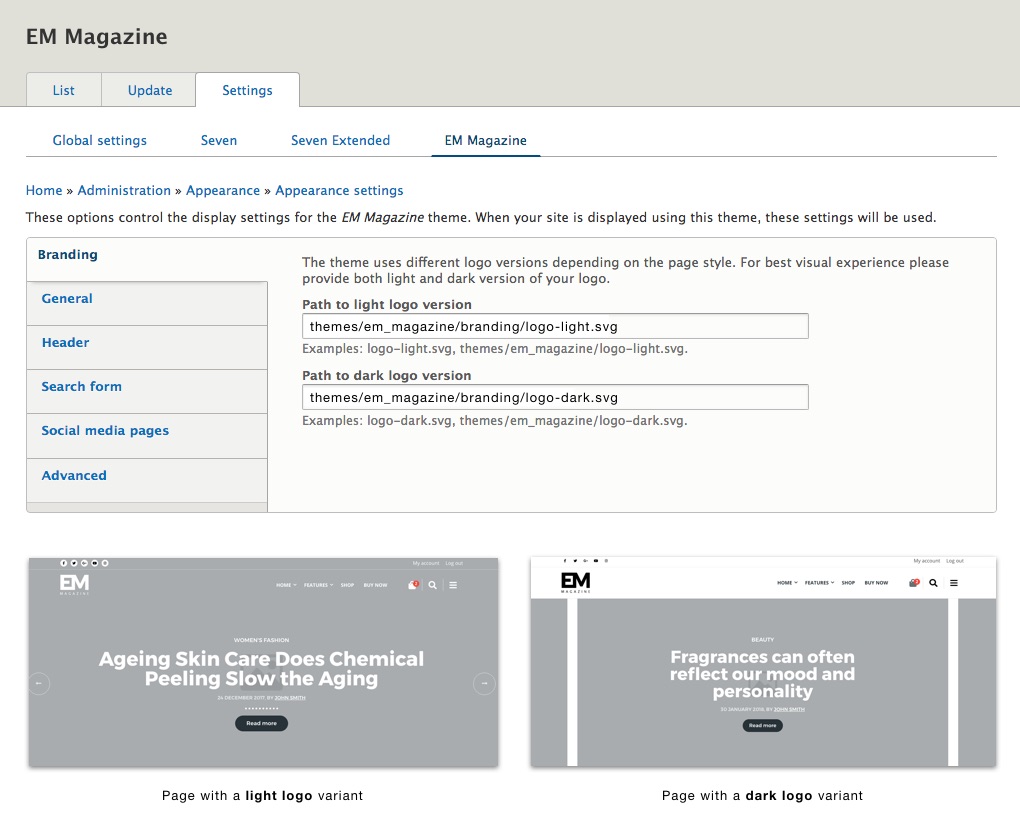 EM Magazine
List
Update
Settings
Global settings
Seven
Seven Extended
EM Magazine
Home » Administration » Appearance » Appearance settings
These options control the display settings for the EM Magazine theme. When your site is displayed using this theme, these settings will be used.
Branding
General
Header
Search form
Social media pages
Advanced
The theme uses different logo versions depending on the page style. For best visual experience please
provide both light and dark version of your logo.
Path to light logo version
themes/em_magazine/branding/logo-light.svg
Examples: logo-light.svg, themes/em_magazine/logo-light.svg.
Path to dark logo version
themes/em_magazine/branding/logo-dark.svg
Examples: logo-dark.svg, themes/em_magazine/logo-dark.svg.
My account Log out
EM
MAGAZINE
HOME FEATURES SHOP BUY NOW
WOMEN'S FASHION
Ageing Skin Care Does Chemical
Peeling Slow the Aging
24 DECEMBER 2017, BY JOHN SMITH
Read more
My account Log out
EM
MAGAZINE
HOME FEATURES SHOP BUY NOW
BEAUTY
Fragrances can often
reflect our mood and
personality
30 JANUARY 2018, BY JOHN SMITH
Read more
Page with a light logo variant
Page with a dark logo variant